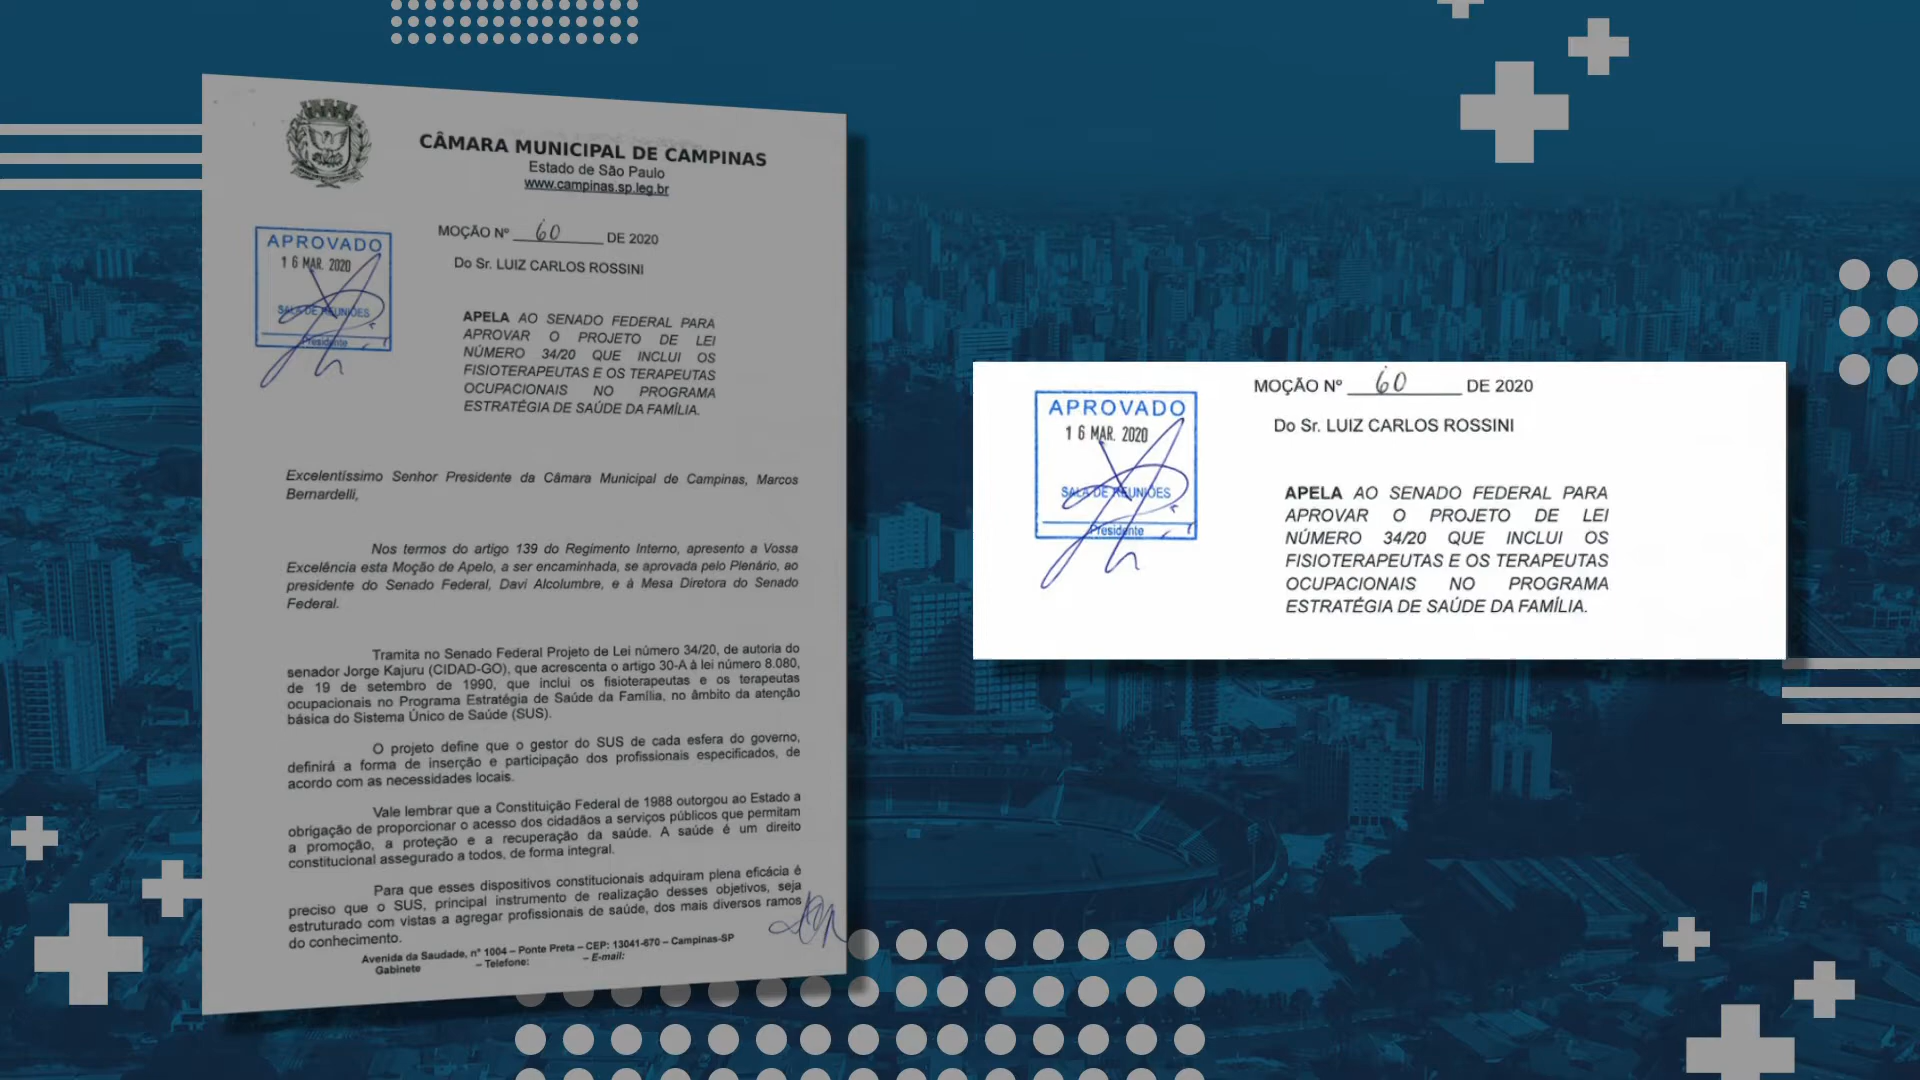 CÂMARA MUNICIPAL DE CAMPINAS
Estado de São Paulo
www.campinas.sp.leg.br
APROVADO
16 MAR. 2020
SALA DE REUNIÕES
Presidente
MOÇÃO Nº 60 DE 2020
Do Sr. LUIZ CARLOS ROSSINI
APELA AO SENADO FEDERAL PARA
APROVAR O PROJETO DE LEI
NÚMERO 34/20 QUE INCLUI OS
FISIOTERAPEUTAS E OS TERAPEUTAS
OCUPACIONAIS NO PROGRAMA
ESTRATÉGIA DE SAÚDE DA FAMÍLIA.
Excelentíssimo Senhor Presidente da Câmara Municipal de Campinas, Marcos
Bernardelli,
Nos termos do artigo 139 do Regimento Interno, apresento a Vossa
Excelência esta Moção de Apelo, a ser encaminhada, se aprovada pelo Plenário, ao
presidente do Senado Federal, Davi Alcolumbre, e à Mesa Diretora do Senado
Federal.
Tramita no Senado Federal Projeto de Lei número 34/20, de autoria do
senador Jorge Kajuru (CIDAD-GO), que acrescenta o artigo 30-A à lei número 8.080,
de 19 de setembro de 1990, que inclui os fisioterapeutas e os terapeutas
ocupacionais no Programa Estratégia de Saúde da Família, no âmbito da atenção
básica do Sistema Único de Saúde (SUS).
O projeto define que o gestor do SUS de cada esfera do governo,
definirá a forma de inserção e participação dos profissionais especificados, de
acordo com as necessidades locais.
Vale lembrar que a Constituição Federal de 1988 outorgou ao Estado a
obrigação de proporcionar o acesso dos cidadãos a serviços públicos que permitam
a promoção, a proteção e a recuperação da saúde. A saúde é um direito
constitucional assegurado a todos, de forma integral.
Para que esses dispositivos constitucionais adquiram plena eficácia é
preciso que o SUS, principal instrumento de realização desses objetivos, seja
estruturado com vistas a agregar profissionais de saúde, dos mais diversos ramos
do conhecimento.
Avenida da Saudade, nº 1004 – Ponte Preta – CEP: 13041-670 – Campinas-SP
Gabinete – Telefone: – E-mail:
APROVADO
16 MAR. 2020
SALA DE REUNIÕES
Presidente
MOÇÃO Nº 60 DE 2020
Do Sr. LUIZ CARLOS ROSSINI
APELA AO SENADO FEDERAL PARA
APROVAR O PROJETO DE LEI
NÚMERO 34/20 QUE INCLUI OS
FISIOTERAPEUTAS E OS TERAPEUTAS
OCUPACIONAIS NO PROGRAMA
ESTRATÉGIA DE SAÚDE DA FAMÍLIA.